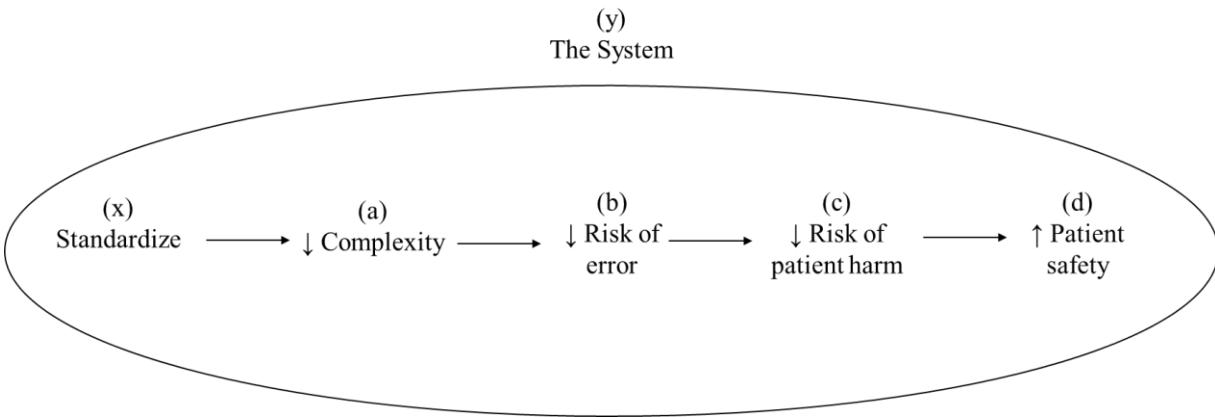 (y)
The System
(x)
Standardize
(a)
↓ Complexity
(b)
↓ Risk of
error
(c)
↓ Risk of
patient harm
(d)
↑ Patient
safety